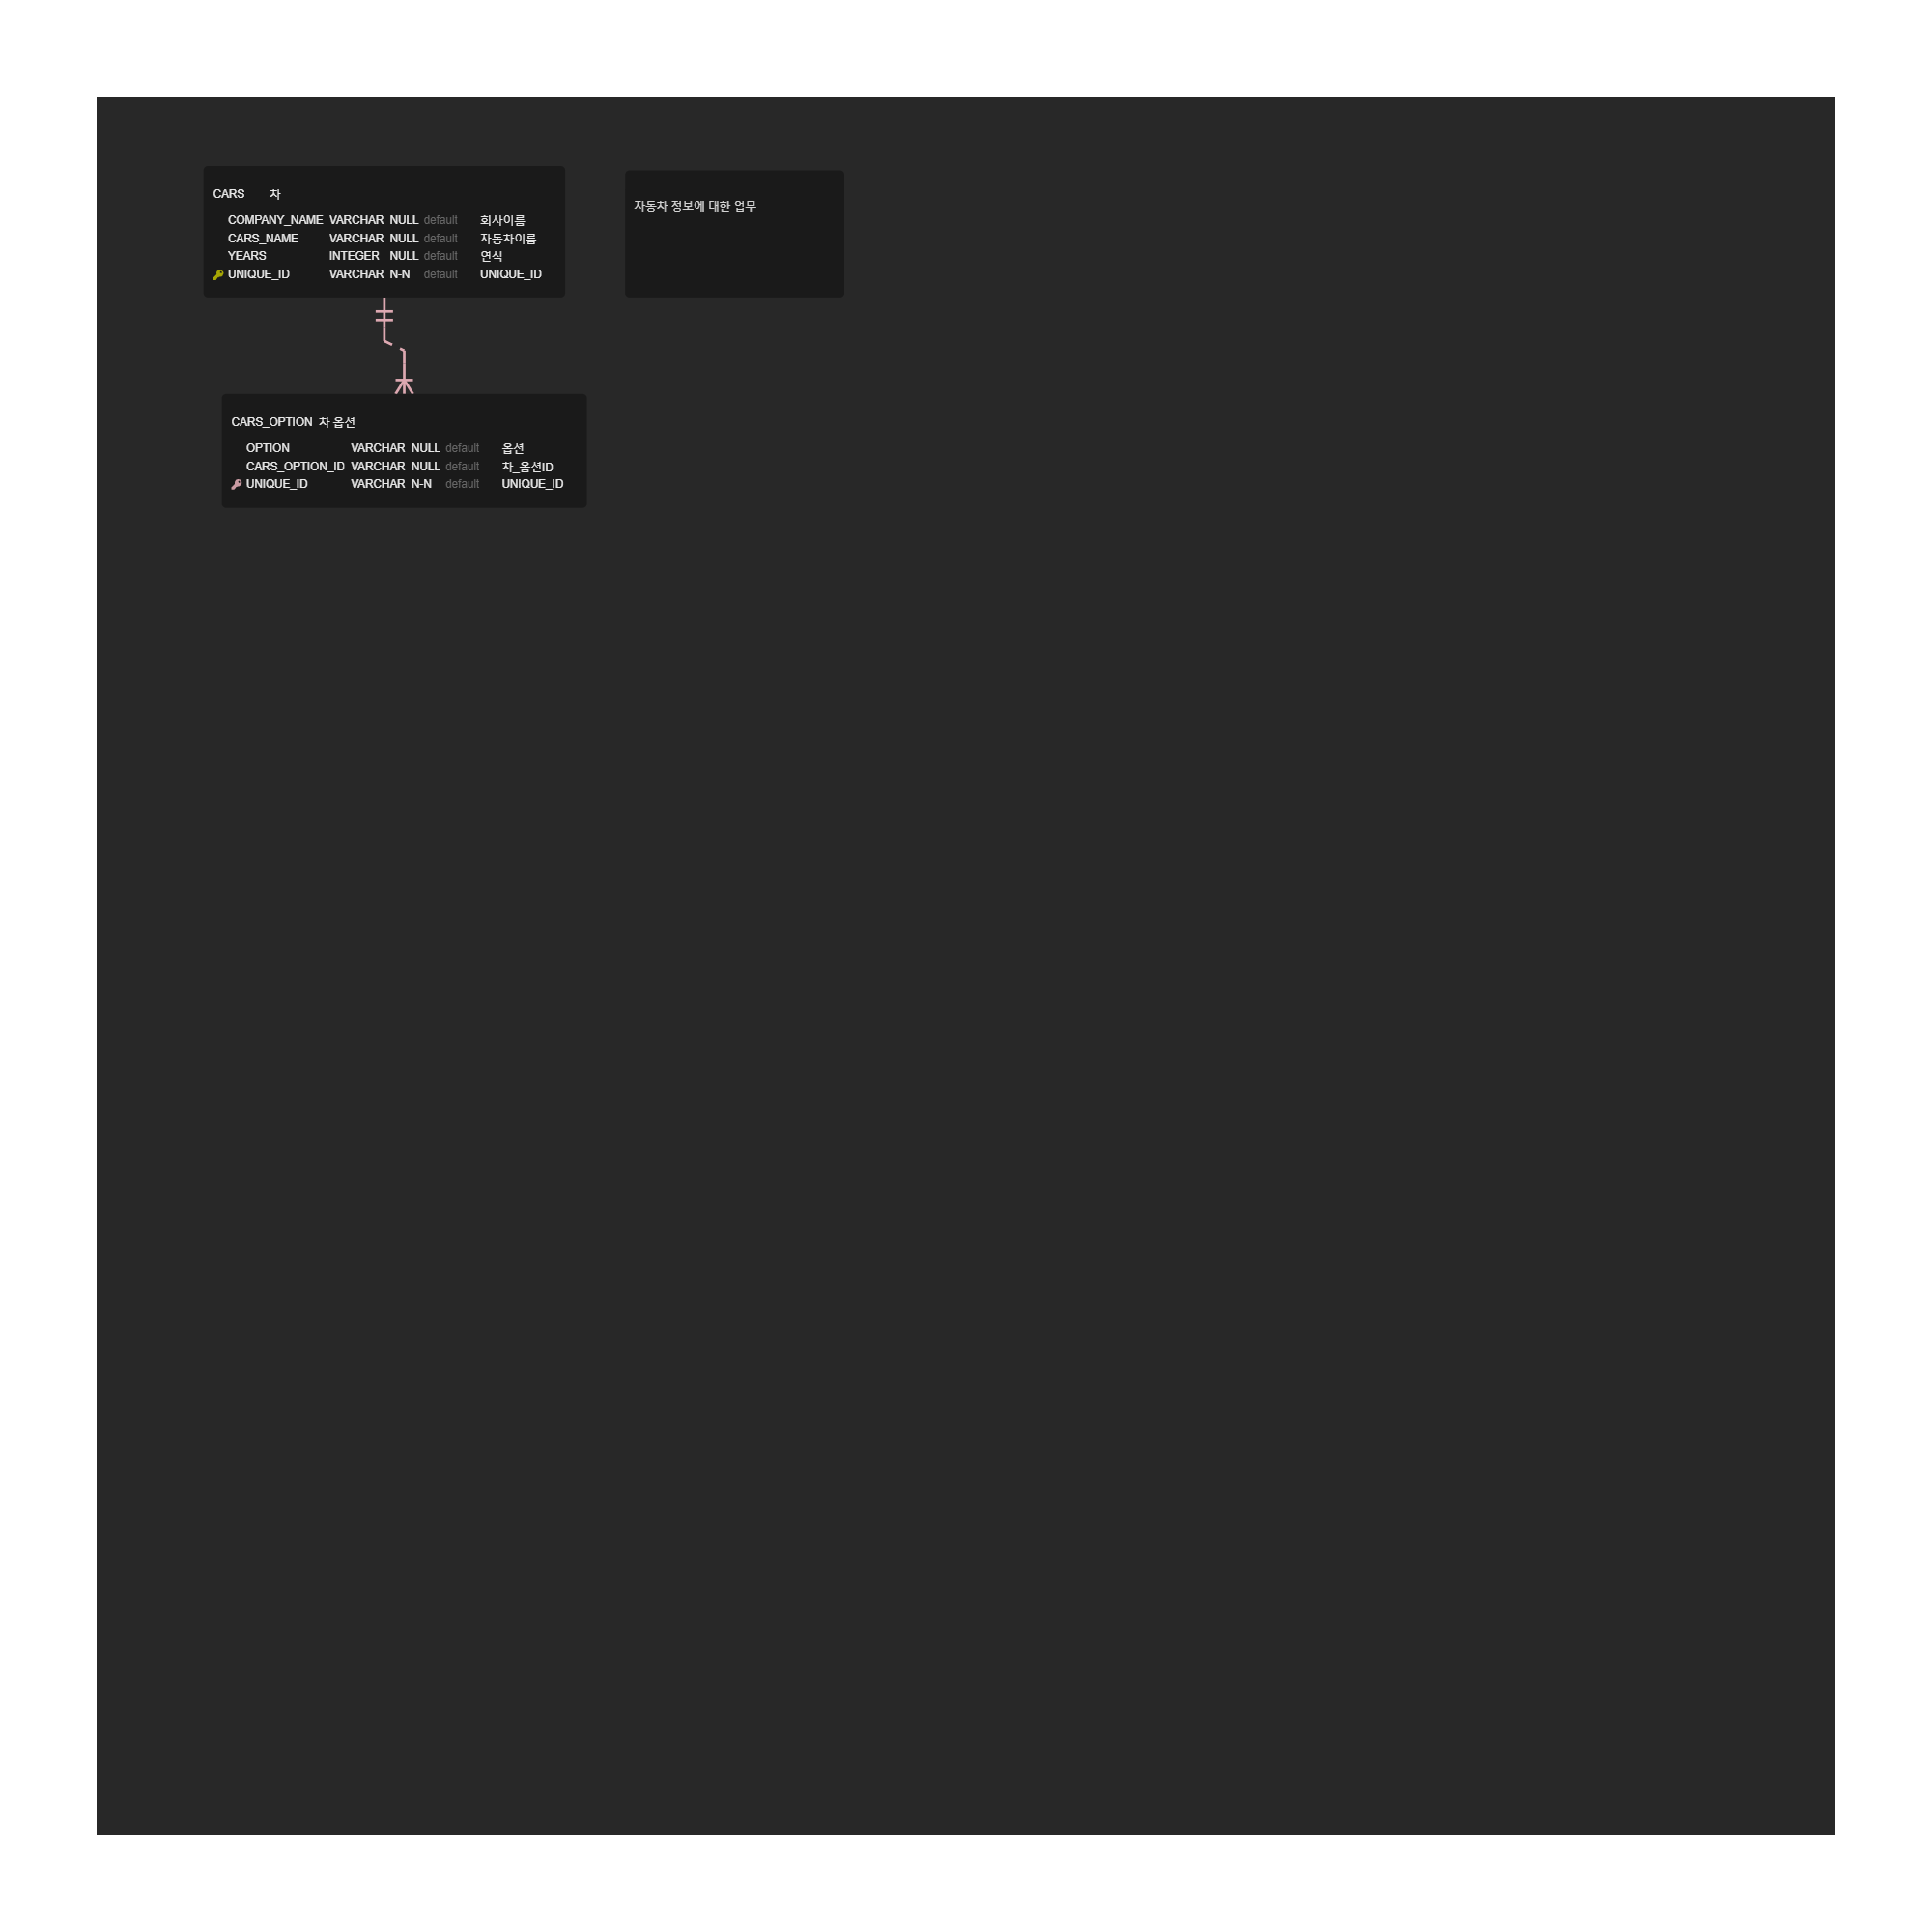 CARS 차
COMPANY_NAME VARCHAR NULL default 회사이름
CARS_NAME VARCHAR NULL default 자동차이름
YEARS INTEGER NULL default 연식
UNIQUE_ID VARCHAR N-N default UNIQUE_ID
자동차 정보에 대한 업무
CARS_OPTION 차 옵션
OPTION VARCHAR NULL default 옵션
CARS_OPTION_ID VARCHAR NULL default 차_옵션ID
UNIQUE_ID VARCHAR N-N default UNIQUE_ID